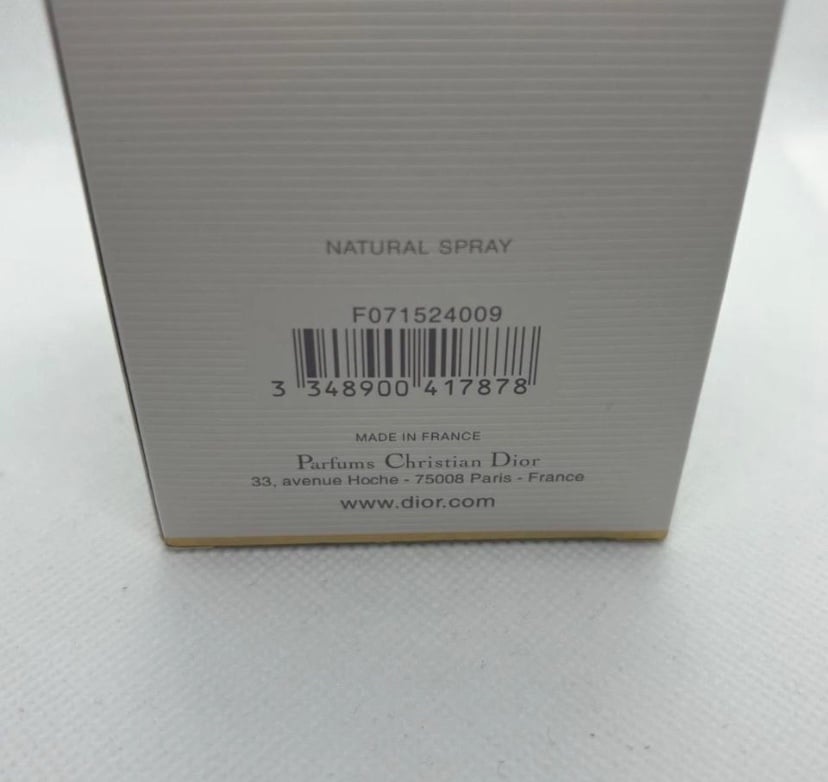 NATURAL SPRAY
F071524009
3 348900 417878
MADE IN FRANCE
Parfums Christian Dior
33, avenue Hoche - 75008 Paris - France
www.dior.com